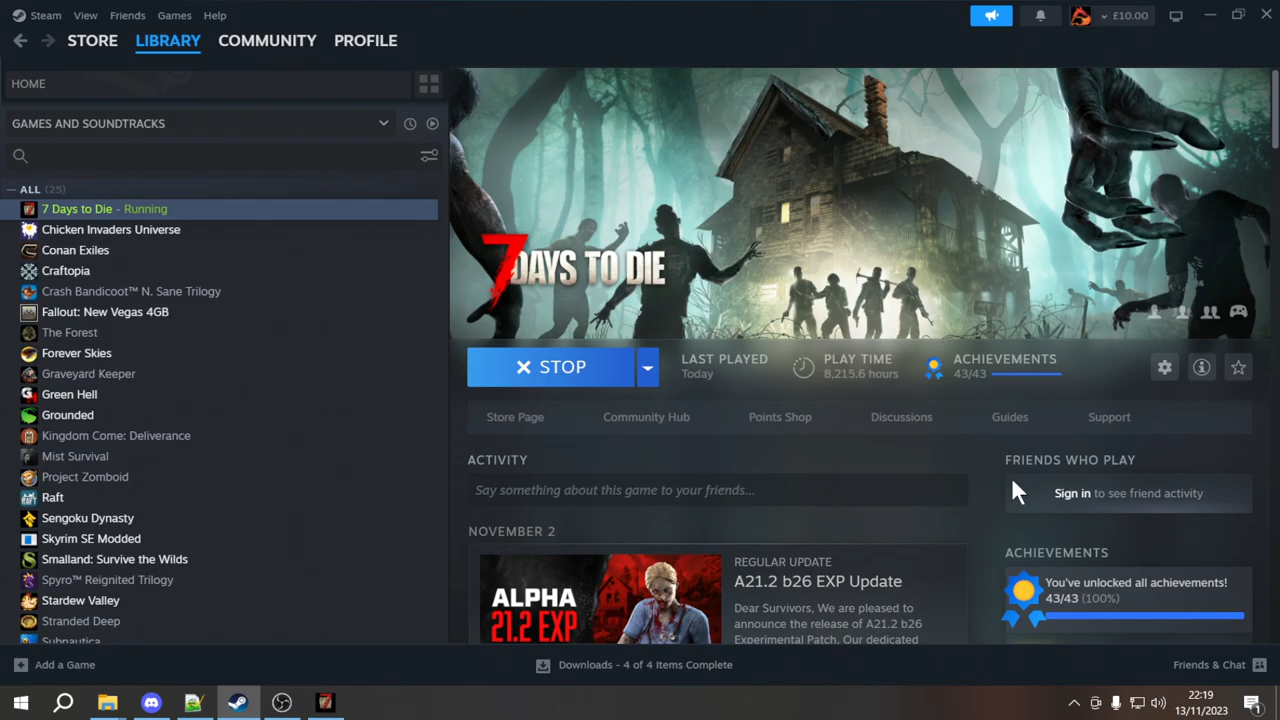 Steam View Friends Games Help
£10.00
STORE LIBRARY COMMUNITY PROFILE
HOME
GAMES AND SOUNDTRACKS
ALL (25)
7 Days to Die - Running
Chicken Invaders Universe
Conan Exiles
Craftopia
Crash Bandicoot™ N. Sane Trilogy
Fallout: New Vegas 4GB
The Forest
Forever Skies
Graveyard Keeper
Green Hell
Grounded
Kingdom Come: Deliverance
Mist Survival
Project Zomboid
Raft
Sengoku Dynasty
Skyrim SE Modded
Smalland: Survive the Wilds
Spyro™ Reignited Trilogy
Stardew Valley
Stranded Deep
Subnautica
7 DAYS TO DIE
STOP
LAST PLAYED
Today
PLAY TIME
8,215.6 hours
ACHIEVEMENTS
43/43
Store Page Community Hub Points Shop Discussions Guides Support
ACTIVITY
Say something about this game to your friends...
NOVEMBER 2
ALPHA
21.2 EXP
REGULAR UPDATE
A21.2 b26 EXP Update
Dear Survivors, We are pleased to
announce the release of A21.2 b26
Experimental Patch. Our dedicated
FRIENDS WHO PLAY
Sign in to see friend activity
ACHIEVEMENTS
You've unlocked all achievements!
43/43 (100%)
Add a Game
Downloads - 4 of 4 Items Complete
Friends & Chat
22:19
13/11/2023
1